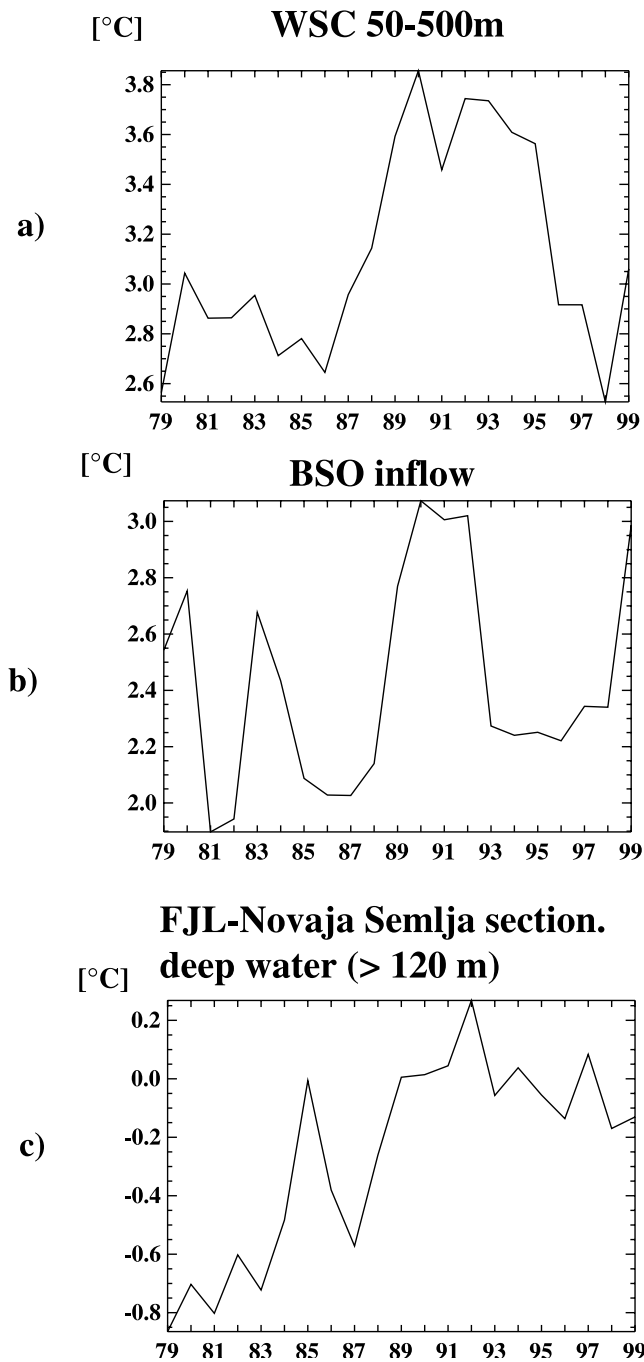 [°C]
WSC 50-500m
a)
3.8
3.6
3.4
3.2
3.0
2.8
2.6
79 81 83 85 87 89 91 93 95 97 99
[°C]
BSO inflow
b)
3.0
2.8
2.6
2.4
2.2
2.0
79 81 83 85 87 89 91 93 95 97 99
FJL-Novaja Semlja section.
deep water (> 120 m)
[°C]
c)
0.2
0.0
-0.2
-0.4
-0.6
-0.8
79 81 83 85 87 89 91 93 95 97 99